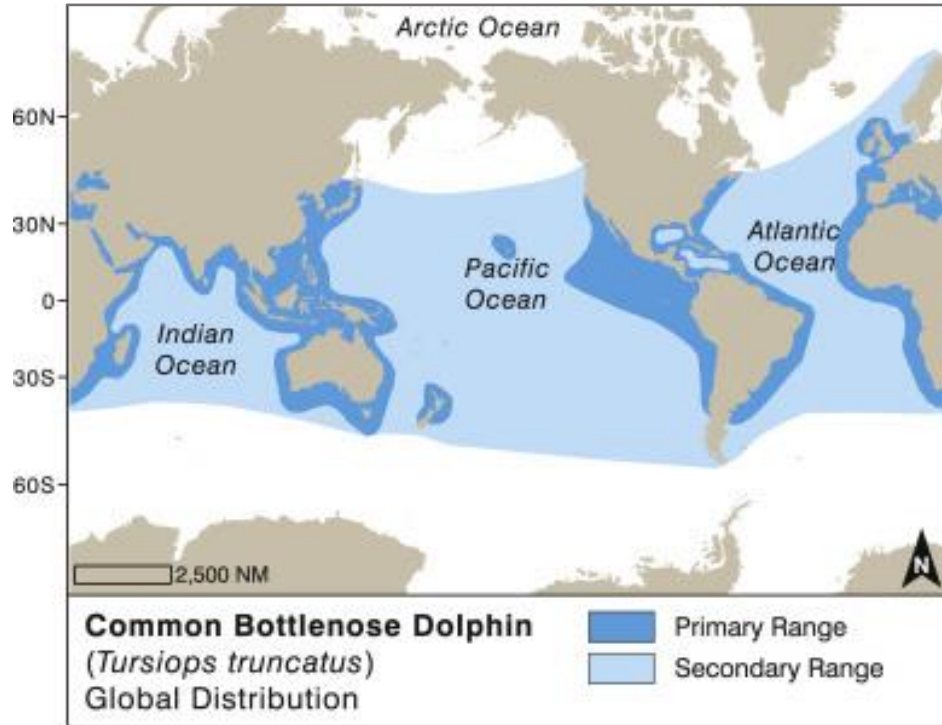 Arctic Ocean
60N
30N
Atlantic
Ocean
Pacific
Ocean
0
Indian
Ocean
30S
60S
2,500 NM
N
Common Bottlenose Dolphin
(Tursiops truncatus)
Global Distribution
Primary Range
Secondary Range